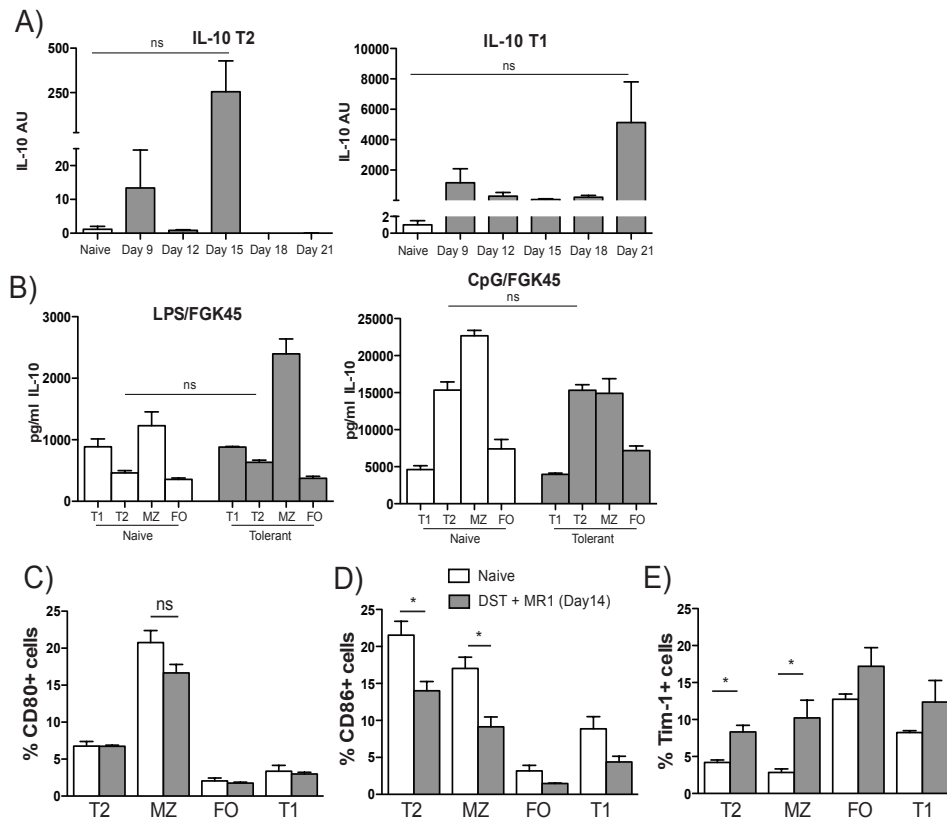 A)
IL-10 T2
IL-10 T1
ns
ns
500
250
20
10
0
IL-10 AU
Naive Day 9 Day 12 Day 15 Day 18 Day 21
10000
8000
6000
4000
2000
2
0
IL-10 AU
Naive Day 9 Day 12 Day 15 Day 18 Day 21
B)
LPS/FGK45
ns
3000
2000
1000
0
pg/ml IL-10
T1 T2 MZ FO T1 T2 MZ FO
Naive Tolerant
CpG/FGK45
ns
25000
20000
15000
10000
5000
0
pg/ml IL-10
T1 T2 MZ FO T1 T2 MZ FO
Naive Tolerant
C)
ns
25
20
15
10
5
0
% CD80+ cells
T2 MZ FO T1
D)
Naive
DST + MR1 (Day14)
* *
25
20
15
10
5
0
% CD86+ cells
T2 MZ FO T1
E)
* *
25
20
15
10
5
0
% Tim-1+ cells
T2 MZ FO T1